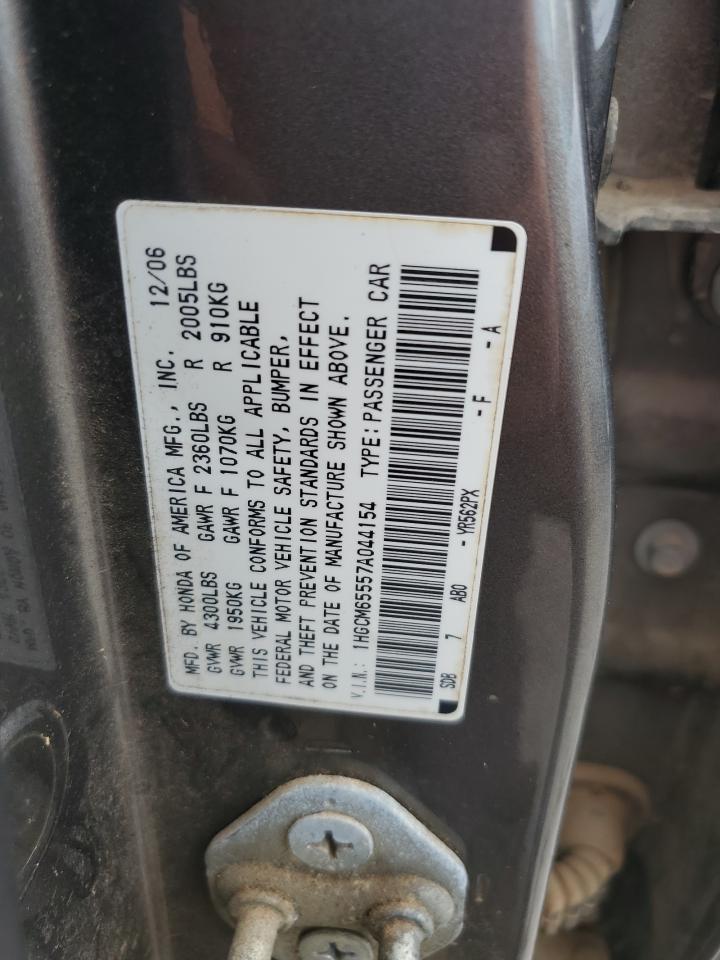 MFD. BY HONDA OF AMERICA MFG., INC. 12/06
GVWR 4300LBS GAWR F 2360LBS R 2005LBS
GVWR 1950KG GAWR F 1070KG R 910KG
THIS VEHICLE CONFORMS TO ALL APPLICABLE
FEDERAL MOTOR VEHICLE SAFETY, BUMPER,
AND THEFT PREVENTION STANDARDS IN EFFECT
ON THE DATE OF MANUFACTURE SHOWN ABOVE.
V.I.N.: 1HGCM65557A044154 TYPE:PASSENGER CAR
SDB 7 AB0 - YR562PX - F - A